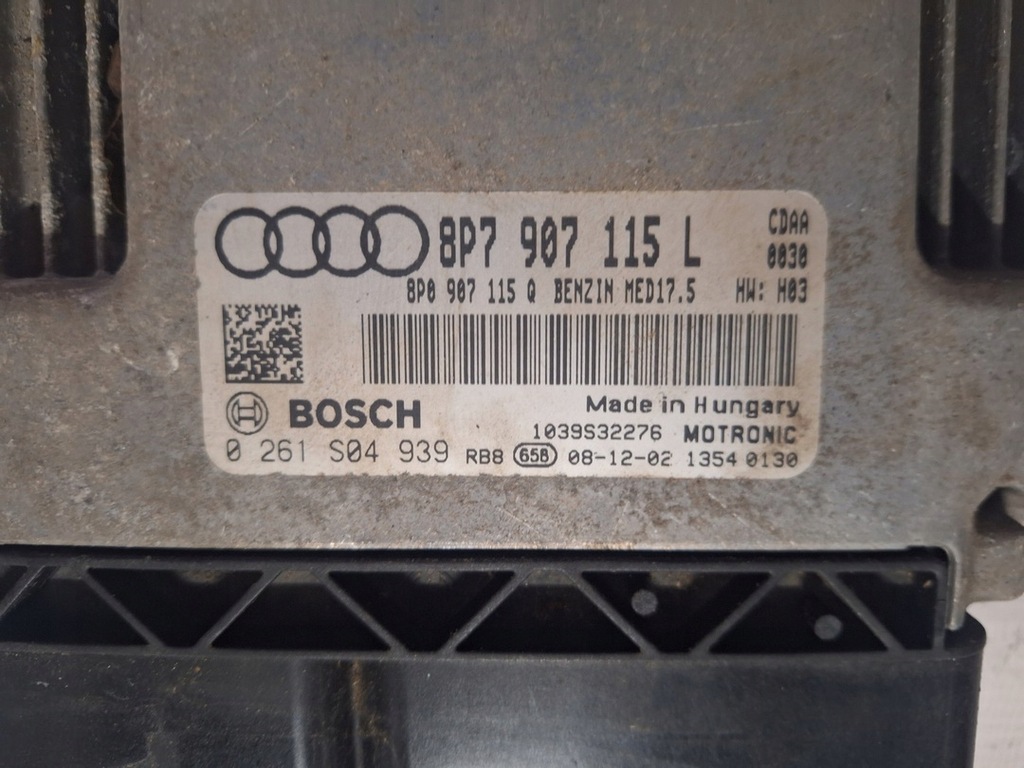 8P7 907 115 L CDAA
0030
8P0 907 115 Q BENZIN MED17.5 HW: H03
BOSCH Made in Hungary
1039S32276 MOTRONIC
0 261 S04 939 RB8 658 08-12-02 1354 0130